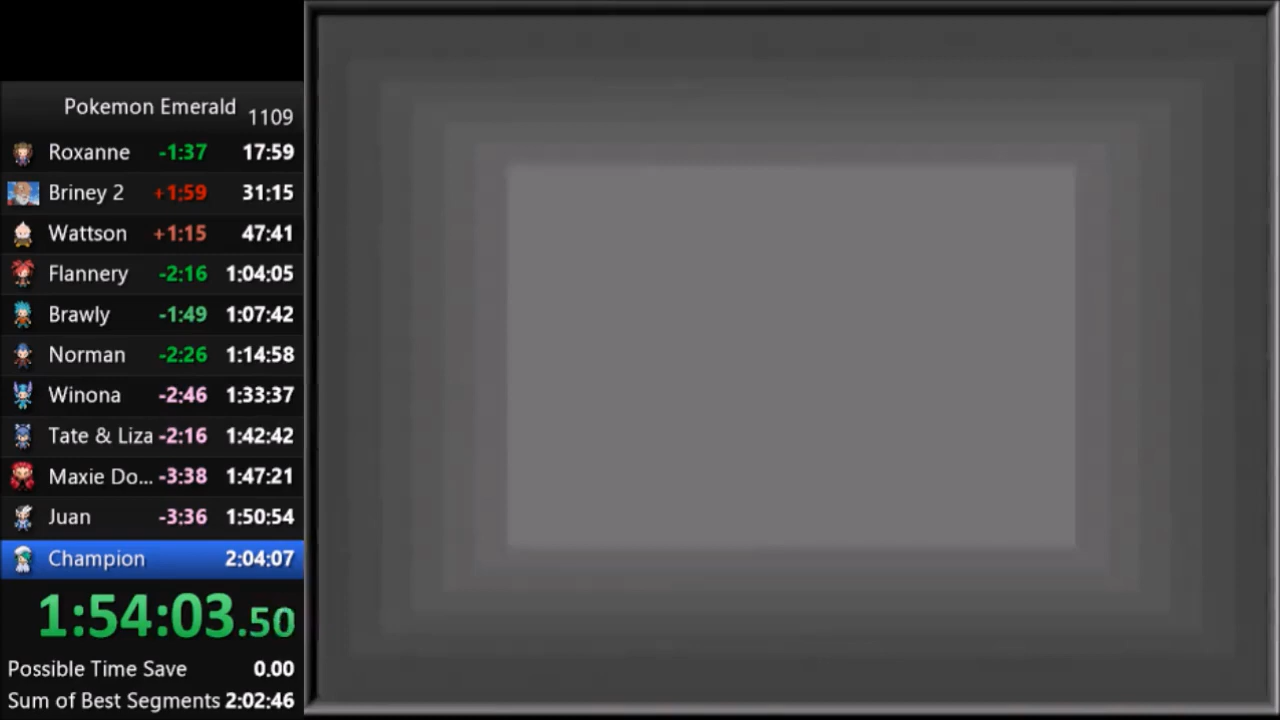 Pokemon Emerald 1109
Roxanne -1:37 17:59
Briney 2 +1:59 31:15
Wattson +1:15 47:41
Flannery -2:16 1:04:05
Brawly -1:49 1:07:42
Norman -2:26 1:14:58
Winona -2:46 1:33:37
Tate & Liza -2:16 1:42:42
Maxie Do... -3:38 1:47:21
Juan -3:36 1:50:54
Champion 2:04:07
1:54:03.50
Possible Time Save 0.00
Sum of Best Segments 2:02:46